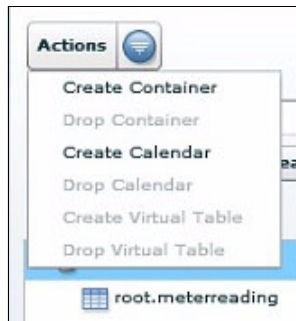 Actions
Create Container
Drop Container
Create Calendar
Drop Calendar
Create Virtual Table
Drop Virtual Table
root.meterreading